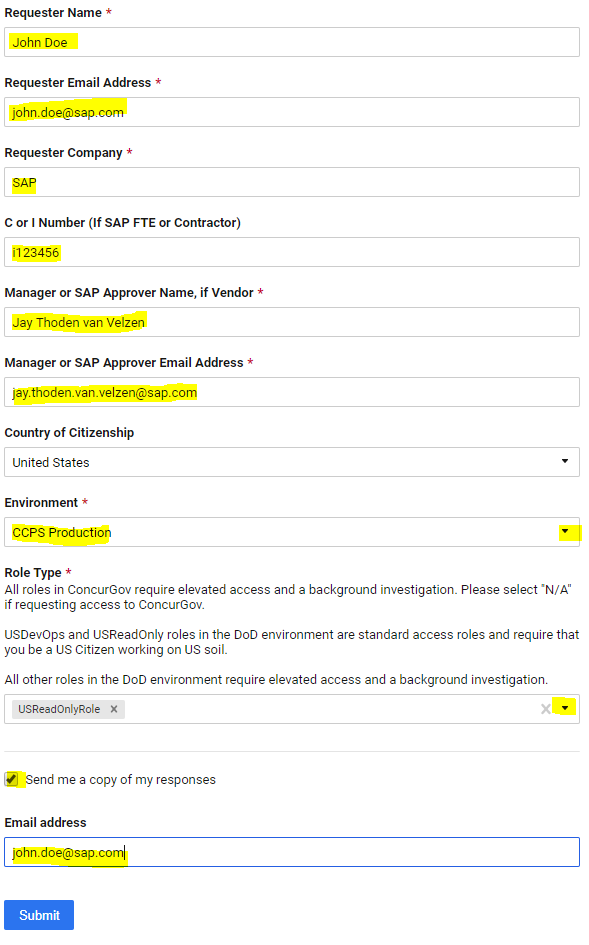 Requester Name *
John Doe
Requester Email Address *
john.doe@sap.com
Requester Company *
SAP
C or I Number (If SAP FTE or Contractor)
i123456
Manager or SAP Approver Name, if Vendor *
Jay Thoden van Velzen
Manager or SAP Approver Email Address *
jay.thoden.van.velzen@sap.com
Country of Citizenship
United States
Environment *
CCPS Production
Role Type *
All roles in ConcurGov require elevated access and a background investigation. Please select "N/A"
if requesting access to ConcurGov.
USDevOps and USReadOnly roles in the DoD environment are standard access roles and require that
you be a US Citizen working on US soil.
All other roles in the DoD environment require elevated access and a background investigation.
USReadOnlyRole ×
Send me a copy of my responses
Email address
john.doe@sap.com
Submit